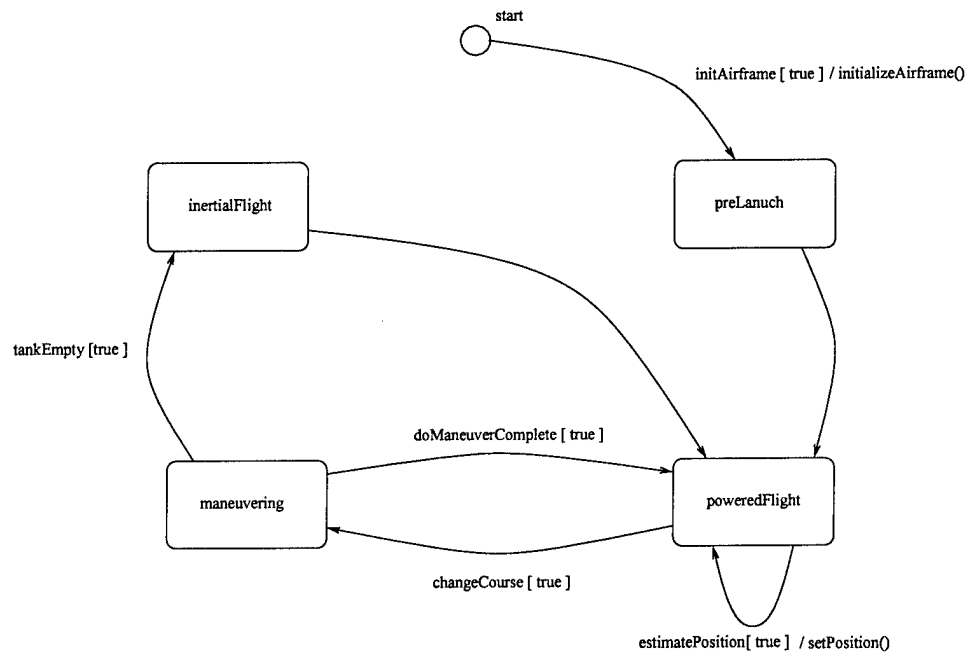 start
initAirframe [ true ] / initializeAirframe()
inertialFlight
preLanuch
tankEmpty [true ]
doManeuverComplete [ true ]
maneuvering
poweredFlight
changeCourse [ true ]
estimatePosition[ true ] / setPosition()